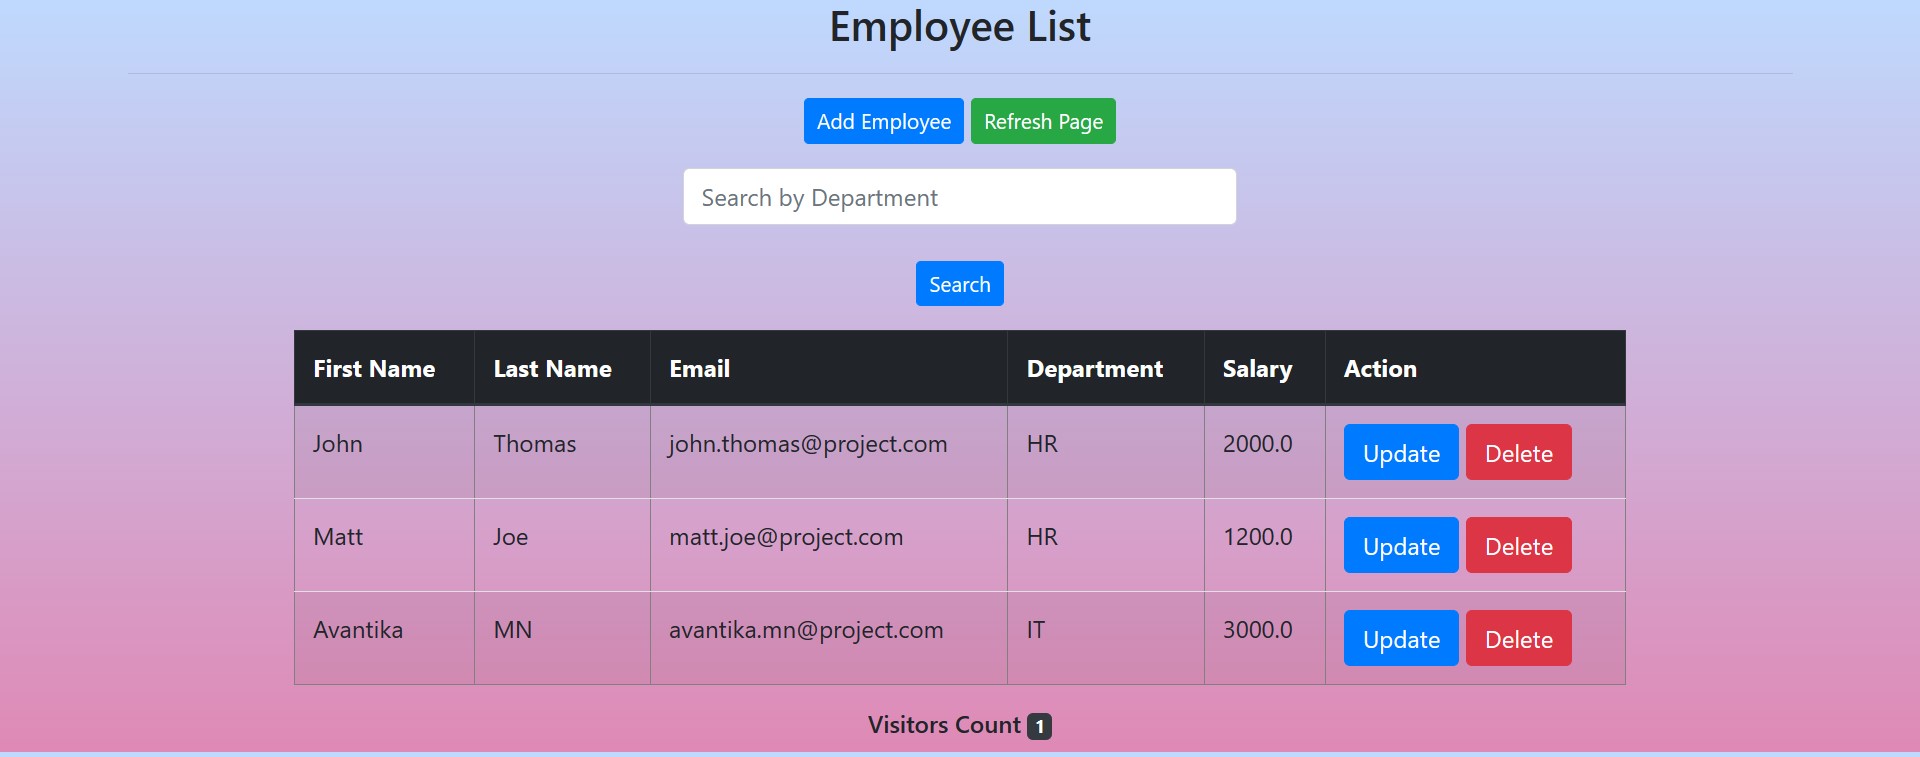 Employee List
Add Employee Refresh Page
Search by Department
Search
First Name Last Name Email Department Salary Action
John Thomas john.thomas@project.com HR 2000.0 Update Delete
Matt Joe matt.joe@project.com HR 1200.0 Update Delete
Avantika MN avantika.mn@project.com IT 3000.0 Update Delete
Visitors Count 1